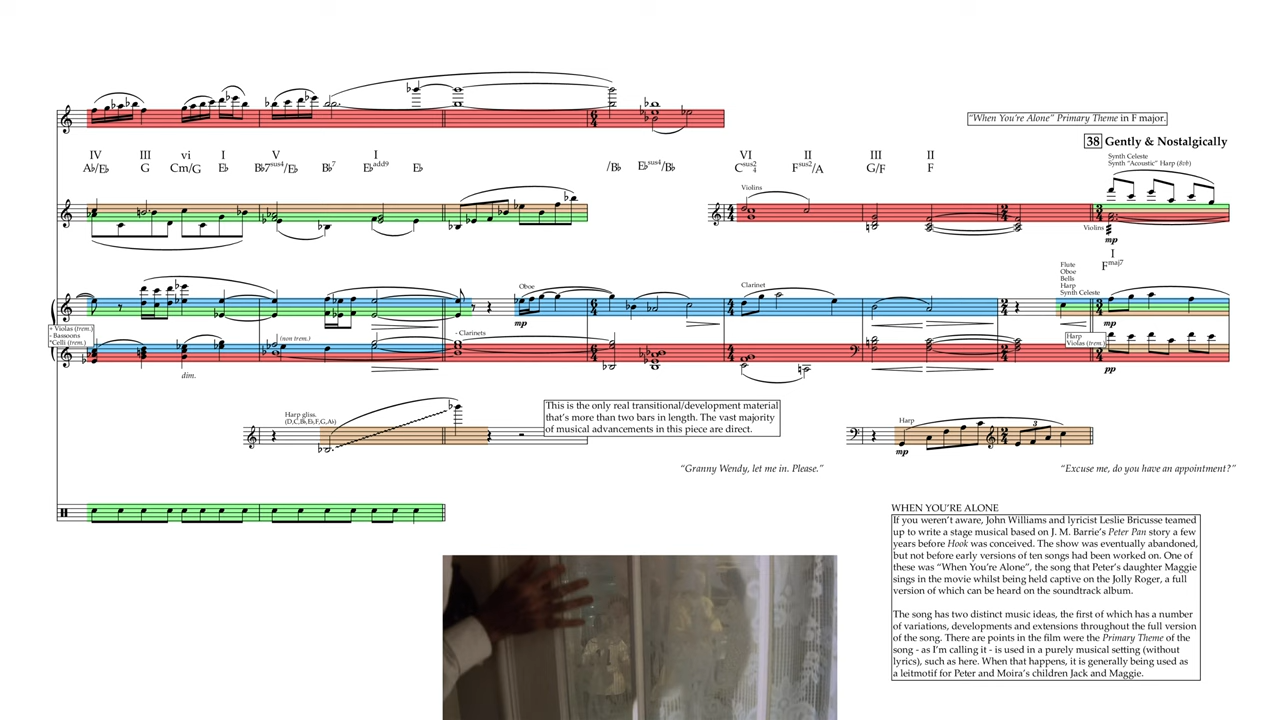 "When You're Alone" Primary Theme in F major.
38 Gently & Nostalgically
Synth Celeste
Synth "Acoustic" Harp (8vb)
IV III vi I V I VI II III II
A♭/E♭ G Cm/G E♭ B♭7sus4/E♭ B♭7 E♭add9 E♭ /B♭ E♭sus4/B♭ Csus2 4 Fsus2/A G/F F
Violins
Violins
mp
I
Fmaj7
Flute
Oboe
Bells
Harp
Synth Celeste
Oboe
Clarinet
mp
mp
+ Violas (trem.)
- Bassoons
*Celli (trem.)
(non trem.)
- Clarinets
Harp
Violas (trem.)
dim.
pp
Harp gliss.
(D,C,B♭,E♭,F,G,A♭)
This is the only real transitional/development material
that's more than two bars in length. The vast majority
of musical advancements in this piece are direct.
Harp
3
mp
"Granny Wendy, let me in. Please."
"Excuse me, do you have an appointment?"
WHEN YOU'RE ALONE
If you weren't aware, John Williams and lyricist Leslie Bricusse teamed
up to write a stage musical based on J. M. Barrie's Peter Pan story a few
years before Hook was conceived. The show was eventually abandoned,
but not before early versions of ten songs had been worked on. One of
these was "When You're Alone", the song that Peter's daughter Maggie
sings in the movie whilst being held captive on the Jolly Roger, a full
version of which can be heard on the soundtrack album.
The song has two distinct music ideas, the first of which has a number
of variations, developments and extensions throughout the full version
of the song. There are points in the film were the Primary Theme of the
song - as I'm calling it - is used in a purely musical setting (without
lyrics), such as here. When that happens, it is generally being used as
a leitmotif for Peter and Moira's children Jack and Maggie.